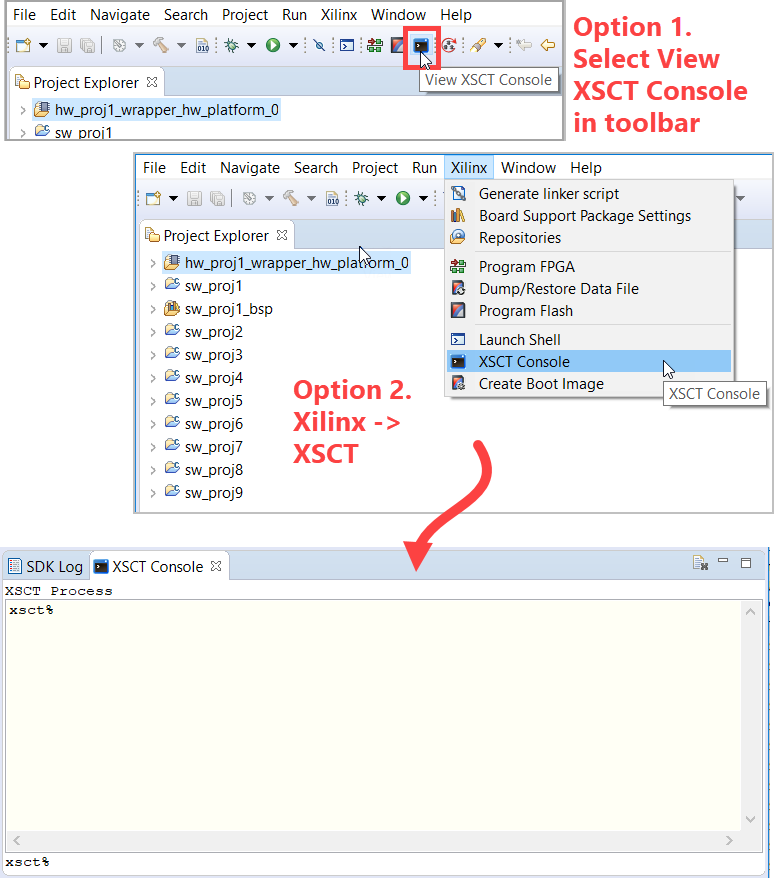 File Edit Navigate Search Project Run Xilinx Window Help
Option 1.
Select View
XSCT Console
in toolbar
010
View XSCT Console
Project Explorer
hw_proj1_wrapper_hw_platform_0
sw_proj1
File Edit Navigate Search Project Run Xilinx Window Help
010
Generate linker script
Board Support Package Settings
Repositories
Program FPGA
Dump/Restore Data File
Program Flash
Launch Shell
XSCT Console
Create Boot Image
XSCT Console
Project Explorer
hw_proj1_wrapper_hw_platform_0
sw_proj1
sw_proj1_bsp
sw_proj2
sw_proj3
sw_proj4
sw_proj5
sw_proj6
sw_proj7
sw_proj8
sw_proj9
Option 2.
Xilinx ->
XSCT
SDK Log XSCT Console
XSCT Process
xsct%
xsct%